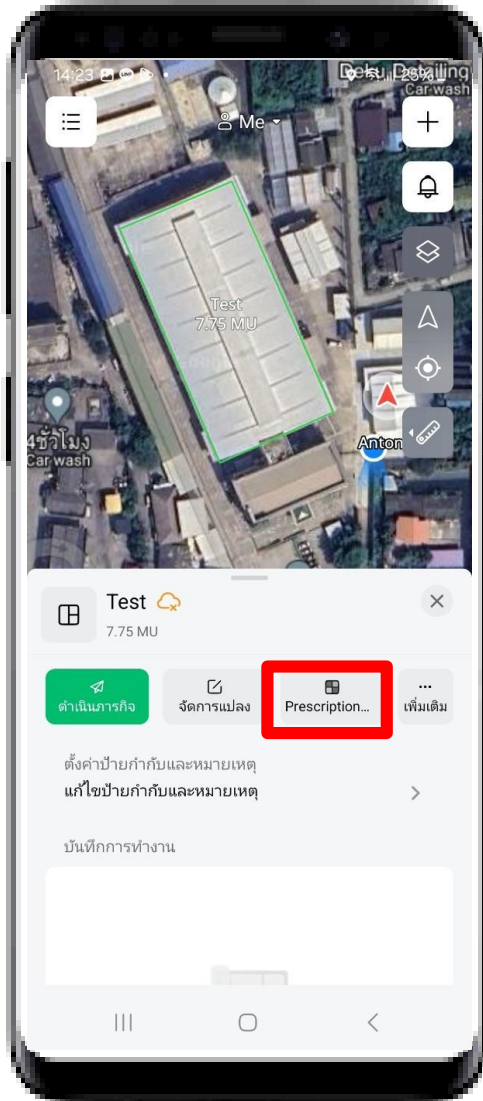 14:23
Deku Detailing
25%
Car wash
Me
Test
7.75 MU
4ชั่วโมง
Car wash
Anton
Test
7.75 MU
ดำเนินภารกิจ
จัดการแปลง
Prescription...
เพิ่มเติม
ตั้งค่าป้ายกำกับและหมายเหตุ
แก้ไขป้ายกำกับและหมายเหตุ
บันทึกการทำงาน